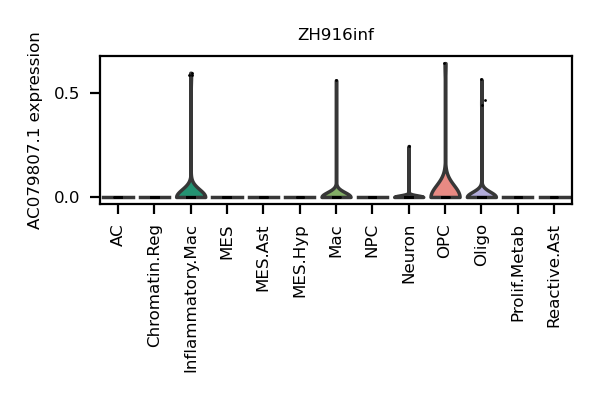 ZH916inf
AC079807.1 expression
0.5
0.0
AC
Chromatin.Reg
Inflammatory.Mac
MES
MES.Ast
MES.Hyp
Mac
NPC
Neuron
OPC
Oligo
Prolif.Metab
Reactive.Ast